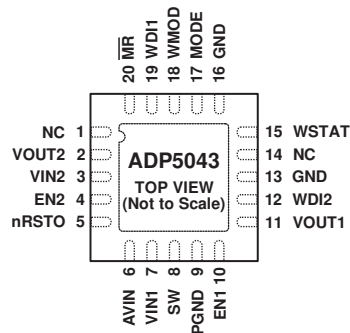 20 MR
19 WDI1
18 WMOD
17 MODE
16 GND
NC 1
VOUT2 2
VIN2 3
EN2 4
nRSTO 5
ADP5043
TOP VIEW
(Not to Scale)
15 WSTAT
14 NC
13 GND
12 WDI2
11 VOUT1
AVIN 6
VIN1 7
SW 8
PGND 9
EN1 10